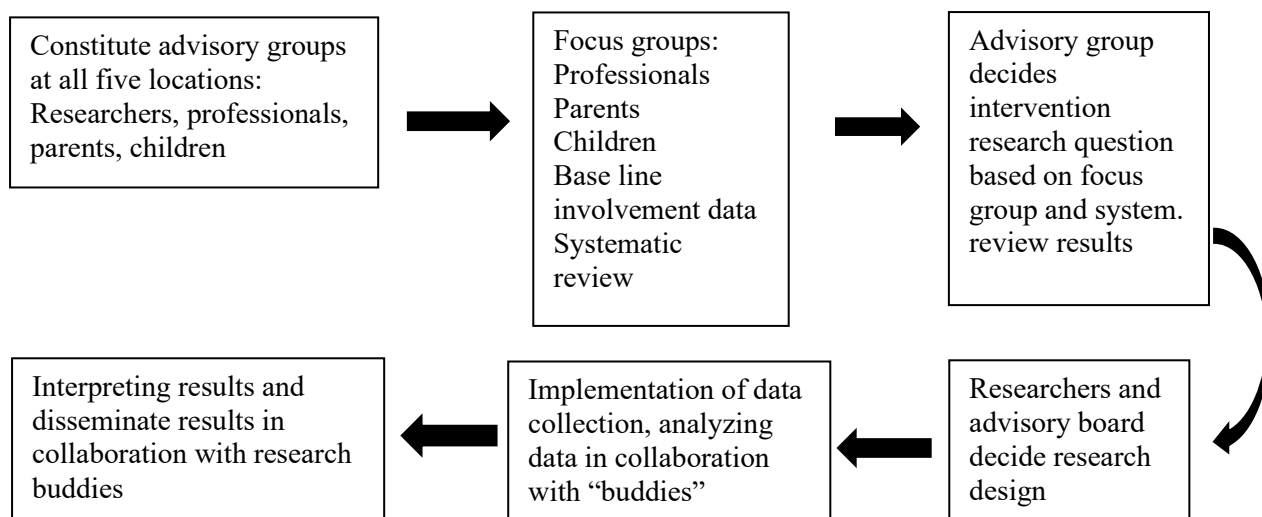 Constitute advisory groups
at all five locations:
Researchers, professionals,
parents, children
Focus groups:
Professionals
Parents
Children
Base line
involvement data
Systematic
review
Advisory group
decides
intervention
research question
based on focus
group and system.
review results
Researchers and
advisory board
decide research
design
Implementation of data
collection, analyzing
data in collaboration
with “buddies”
Interpreting results and
disseminate results in
collaboration with research
buddies